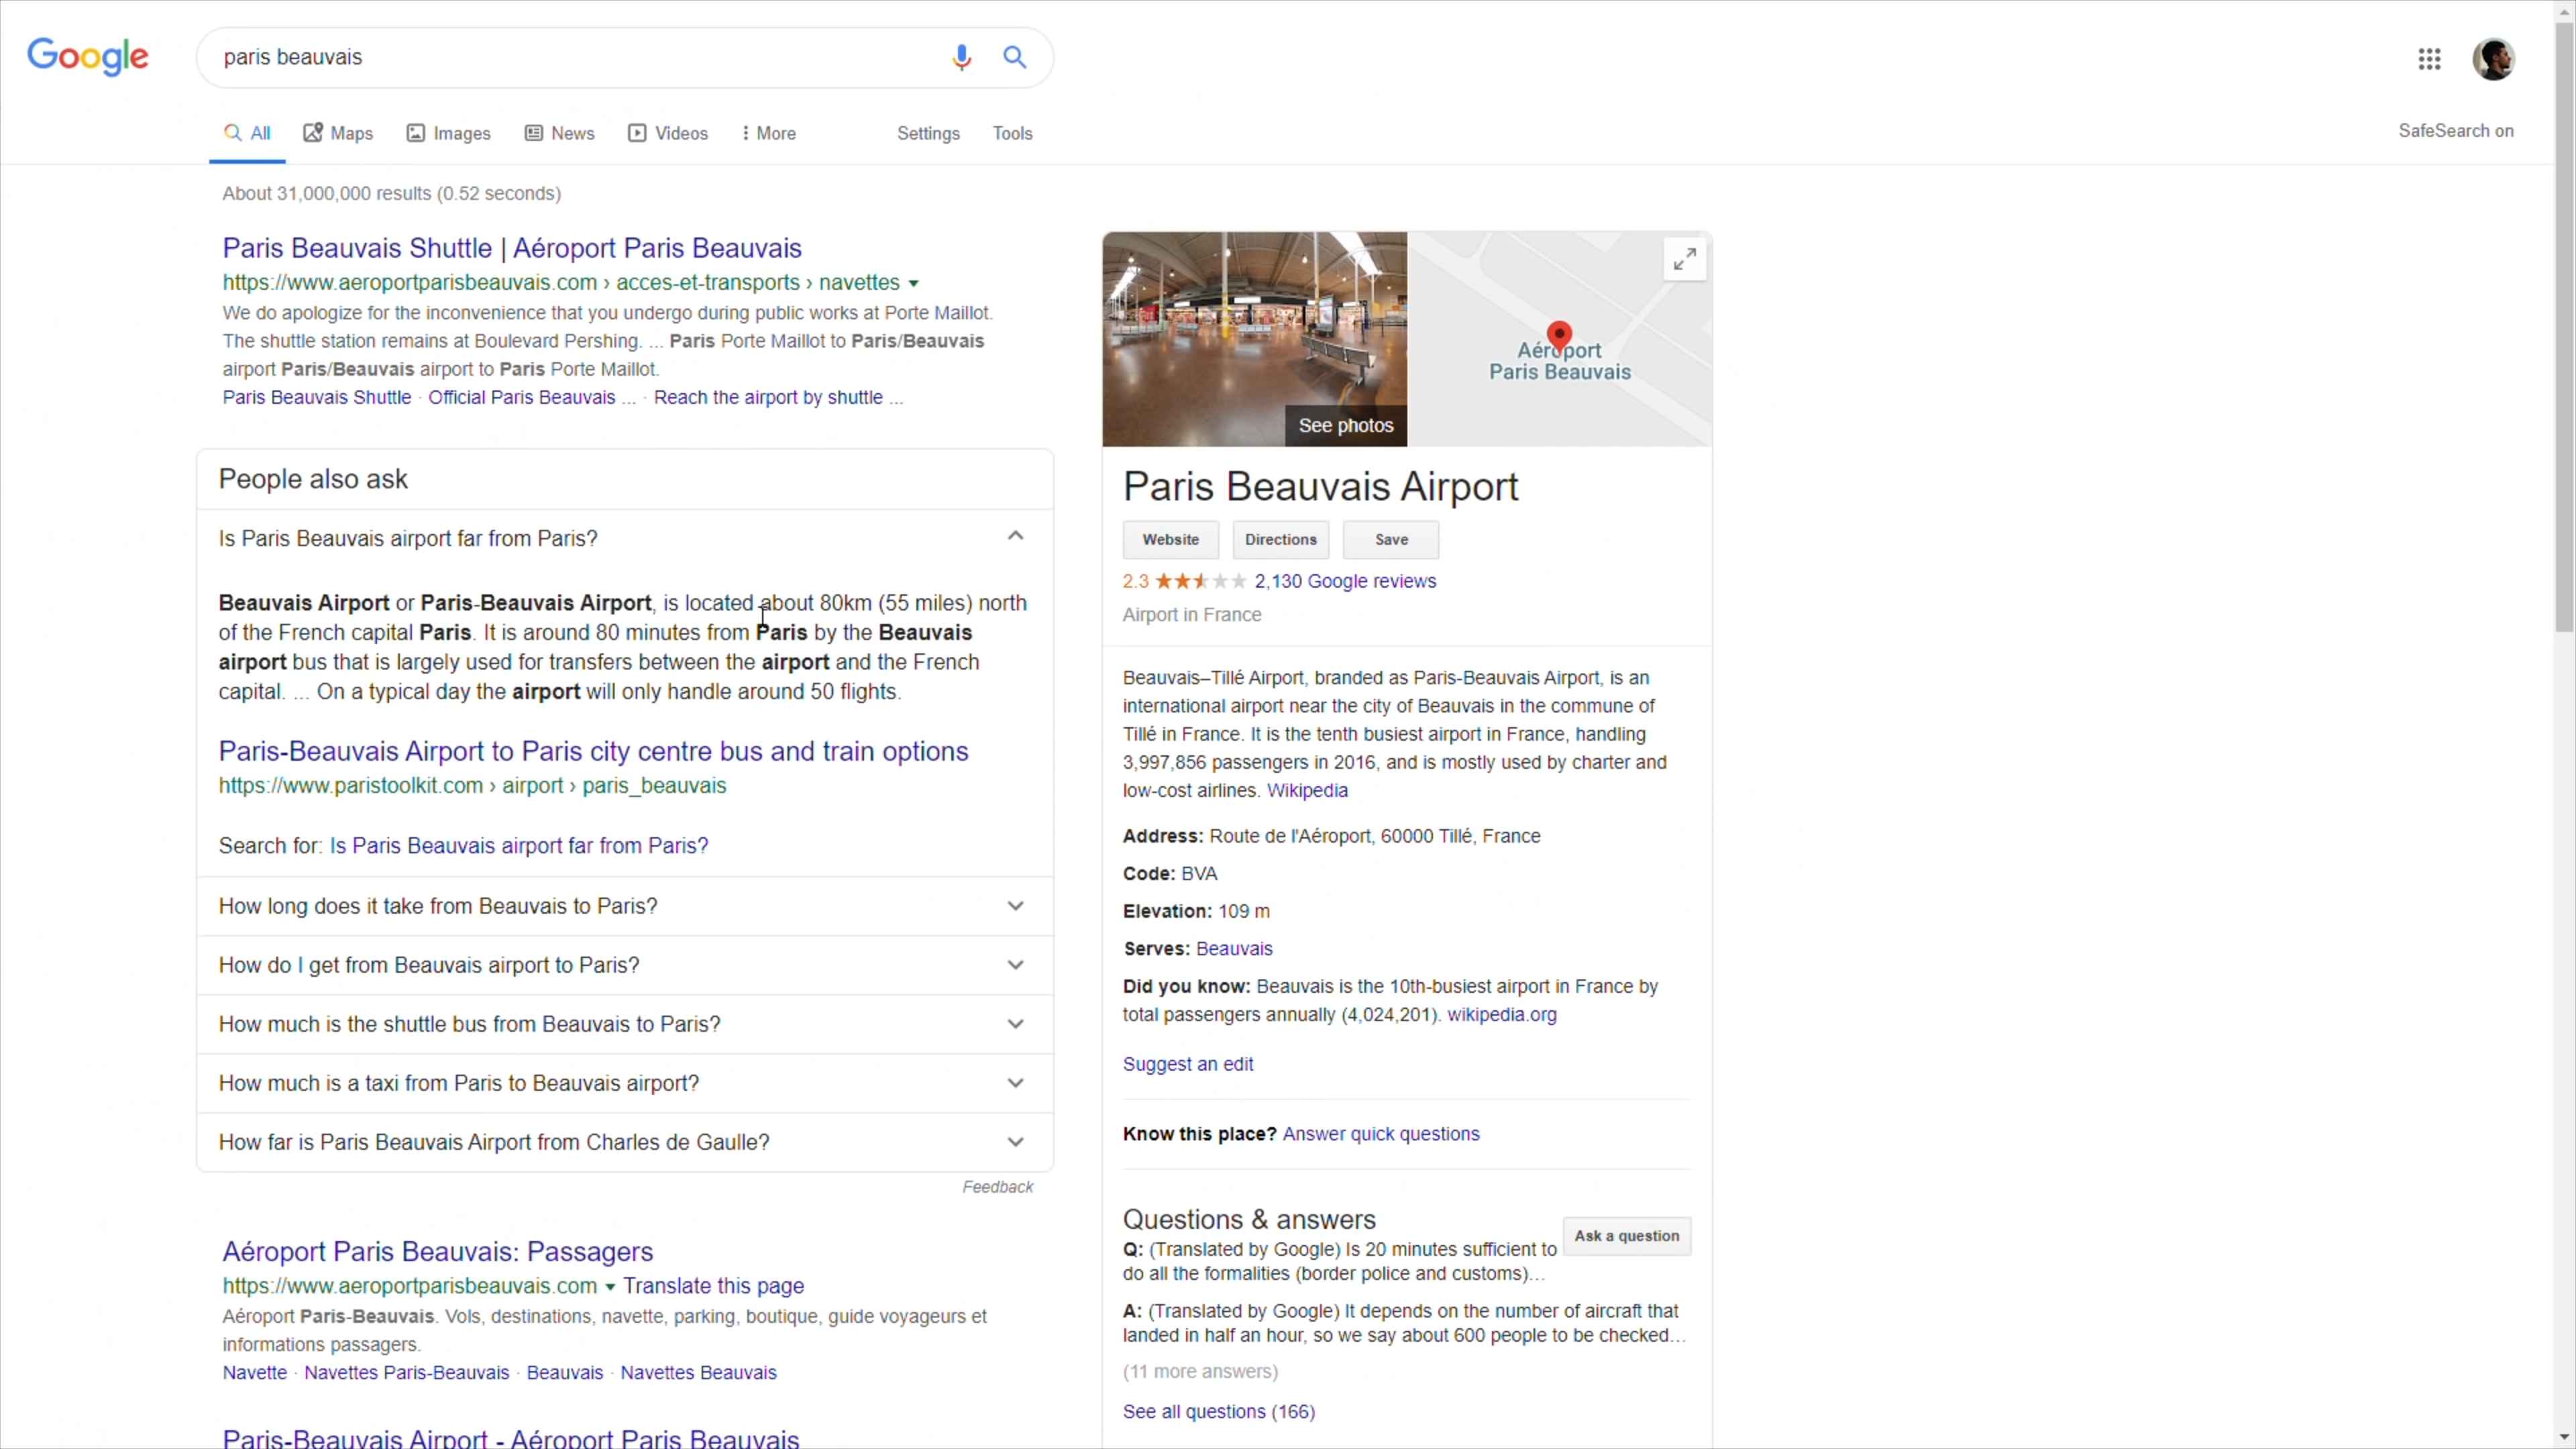 Google
paris beauvais
All
Maps
Images
News
Videos
More
Settings
Tools
SafeSearch on
About 31,000,000 results (0.52 seconds)
Paris Beauvais Shuttle | Aéroport Paris Beauvais
https://www.aeroportparisbeauvais.com › acces-et-transports › navettes
We do apologize for the inconvenience that you undergo during public works at Porte Maillot.
The shuttle station remains at Boulevard Pershing. ... Paris Porte Maillot to Paris/Beauvais
airport Paris/Beauvais airport to Paris Porte Maillot.
Paris Beauvais Shuttle · Official Paris Beauvais ... · Reach the airport by shuttle ...
People also ask
Is Paris Beauvais airport far from Paris?
Beauvais Airport or Paris-Beauvais Airport, is located about 80km (55 miles) north
of the French capital Paris. It is around 80 minutes from Paris by the Beauvais
airport bus that is largely used for transfers between the airport and the French
capital. ... On a typical day the airport will only handle around 50 flights.
Paris-Beauvais Airport to Paris city centre bus and train options
https://www.paristoolkit.com › airport › paris_beauvais
Search for: Is Paris Beauvais airport far from Paris?
How long does it take from Beauvais to Paris?
How do I get from Beauvais airport to Paris?
How much is the shuttle bus from Beauvais to Paris?
How much is a taxi from Paris to Beauvais airport?
How far is Paris Beauvais Airport from Charles de Gaulle?
Feedback
Aéroport Paris Beauvais: Passagers
https://www.aeroportparisbeauvais.com Translate this page
Aéroport Paris-Beauvais. Vols, destinations, navette, parking, boutique, guide voyageurs et
informations passagers.
Navette · Navettes Paris-Beauvais · Beauvais · Navettes Beauvais
Paris-Beauvais Airport - Aéroport Paris Beauvais
See photos
Aéroport
Paris Beauvais
Paris Beauvais Airport
Website
Directions
Save
2.3 2,130 Google reviews
Airport in France
Beauvais–Tillé Airport, branded as Paris-Beauvais Airport, is an
international airport near the city of Beauvais in the commune of
Tillé in France. It is the tenth busiest airport in France, handling
3,997,856 passengers in 2016, and is mostly used by charter and
low-cost airlines. Wikipedia
Address: Route de l'Aéroport, 60000 Tillé, France
Code: BVA
Elevation: 109 m
Serves: Beauvais
Did you know: Beauvais is the 10th-busiest airport in France by
total passengers annually (4,024,201). wikipedia.org
Suggest an edit
Know this place? Answer quick questions
Questions & answers
Ask a question
Q: (Translated by Google) Is 20 minutes sufficient to
do all the formalities (border police and customs)...
A: (Translated by Google) It depends on the number of aircraft that
landed in half an hour, so we say about 600 people to be checked...
(11 more answers)
See all questions (166)